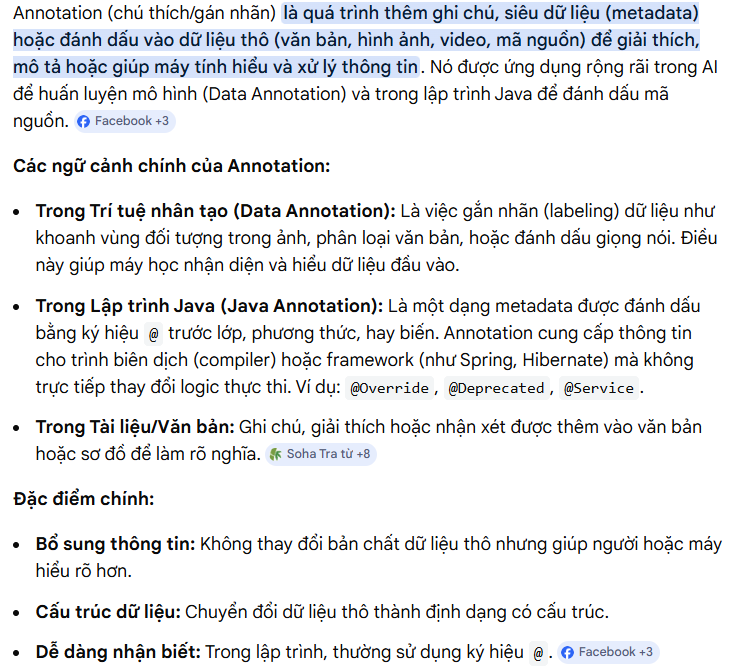 Annotation (chú thích/gán nhãn) là quá trình thêm ghi chú, siêu dữ liệu (metadata)
hoặc đánh dấu vào dữ liệu thô (văn bản, hình ảnh, video, mã nguồn) để giải thích,
mô tả hoặc giúp máy tính hiểu và xử lý thông tin. Nó được ứng dụng rộng rãi trong AI
để huấn luyện mô hình (Data Annotation) và trong lập trình Java để đánh dấu mã
nguồn. Facebook +3
Các ngữ cảnh chính của Annotation:
• Trong Trí tuệ nhân tạo (Data Annotation): Là việc gắn nhãn (labeling) dữ liệu như
khoanh vùng đối tượng trong ảnh, phân loại văn bản, hoặc đánh dấu giọng nói. Điều
này giúp máy học nhận diện và hiểu dữ liệu đầu vào.
• Trong Lập trình Java (Java Annotation): Là một dạng metadata được đánh dấu
bằng ký hiệu @ trước lớp, phương thức, hay biến. Annotation cung cấp thông tin
cho trình biên dịch (compiler) hoặc framework (như Spring, Hibernate) mà không
trực tiếp thay đổi logic thực thi. Ví dụ: @Override, @Deprecated, @Service.
• Trong Tài liệu/Văn bản: Ghi chú, giải thích hoặc nhận xét được thêm vào văn bản
hoặc sơ đồ để làm rõ nghĩa. Soha Tra từ +8
Đặc điểm chính:
• Bổ sung thông tin: Không thay đổi bản chất dữ liệu thô nhưng giúp người hoặc máy
hiểu rõ hơn.
• Cấu trúc dữ liệu: Chuyển đổi dữ liệu thô thành định dạng có cấu trúc.
• Dễ dàng nhận biết: Trong lập trình, thường sử dụng ký hiệu @. Facebook +3